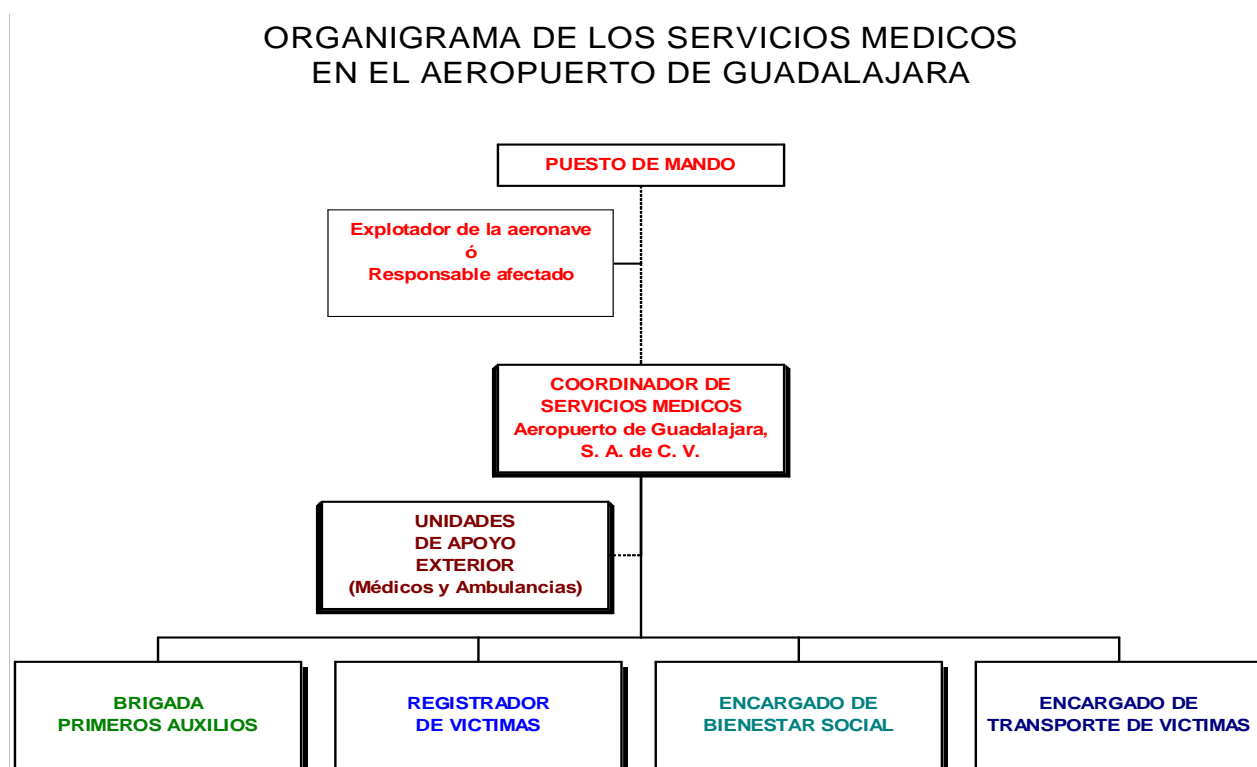 ORGANIGRAMA DE LOS SERVICIOS MEDICOS
EN EL AEROPUERTO DE GUADALAJARA
PUESTO DE MANDO
Explotador de la aeronave
ó
Responsable afectado
COORDINADOR DE
SERVICIOS MEDICOS
Aeropuerto de Guadalajara,
S. A. de C. V.
UNIDADES
DE APOYO
EXTERIOR
(Médicos y Ambulancias)
BRIGADA
PRIMEROS AUXILIOS
REGISTRADOR
DE VICTIMAS
ENCARGADO DE
BIENESTAR SOCIAL
ENCARGADO DE
TRANSPORTE DE VICTIMAS